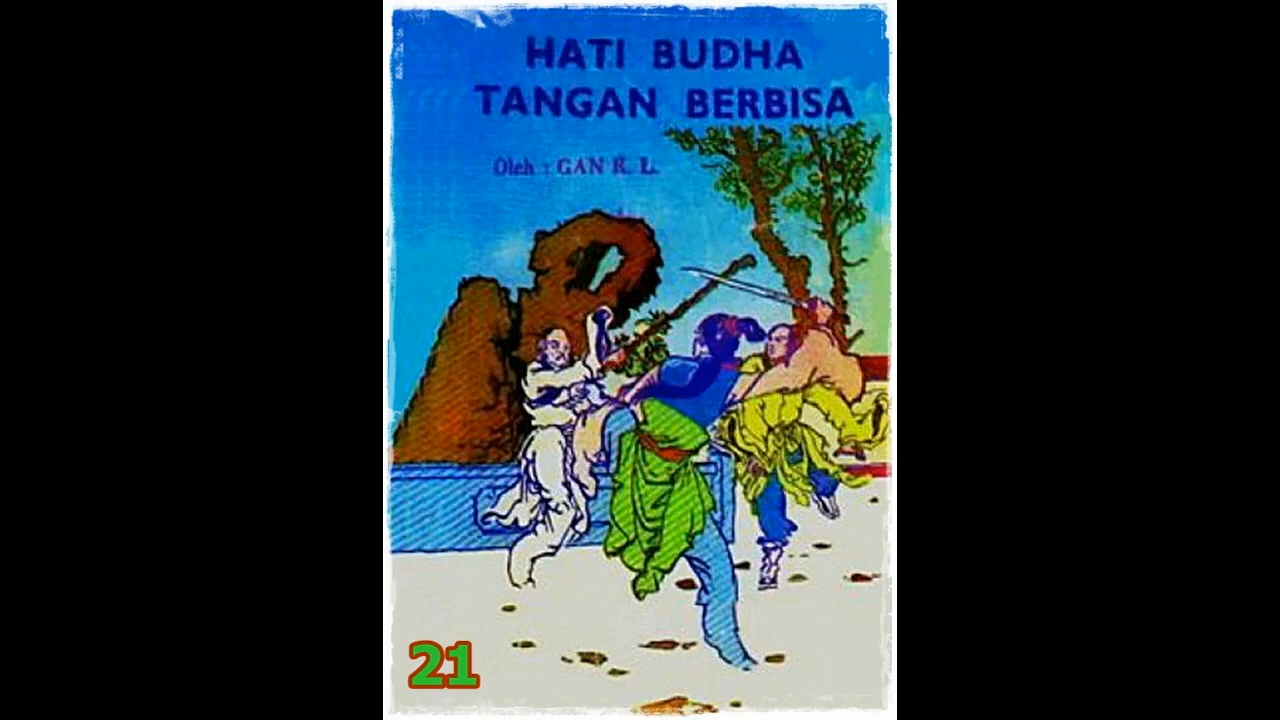 HATI BUDHA
TANGAN BERBISA
Oleh : GAN K. L.
21